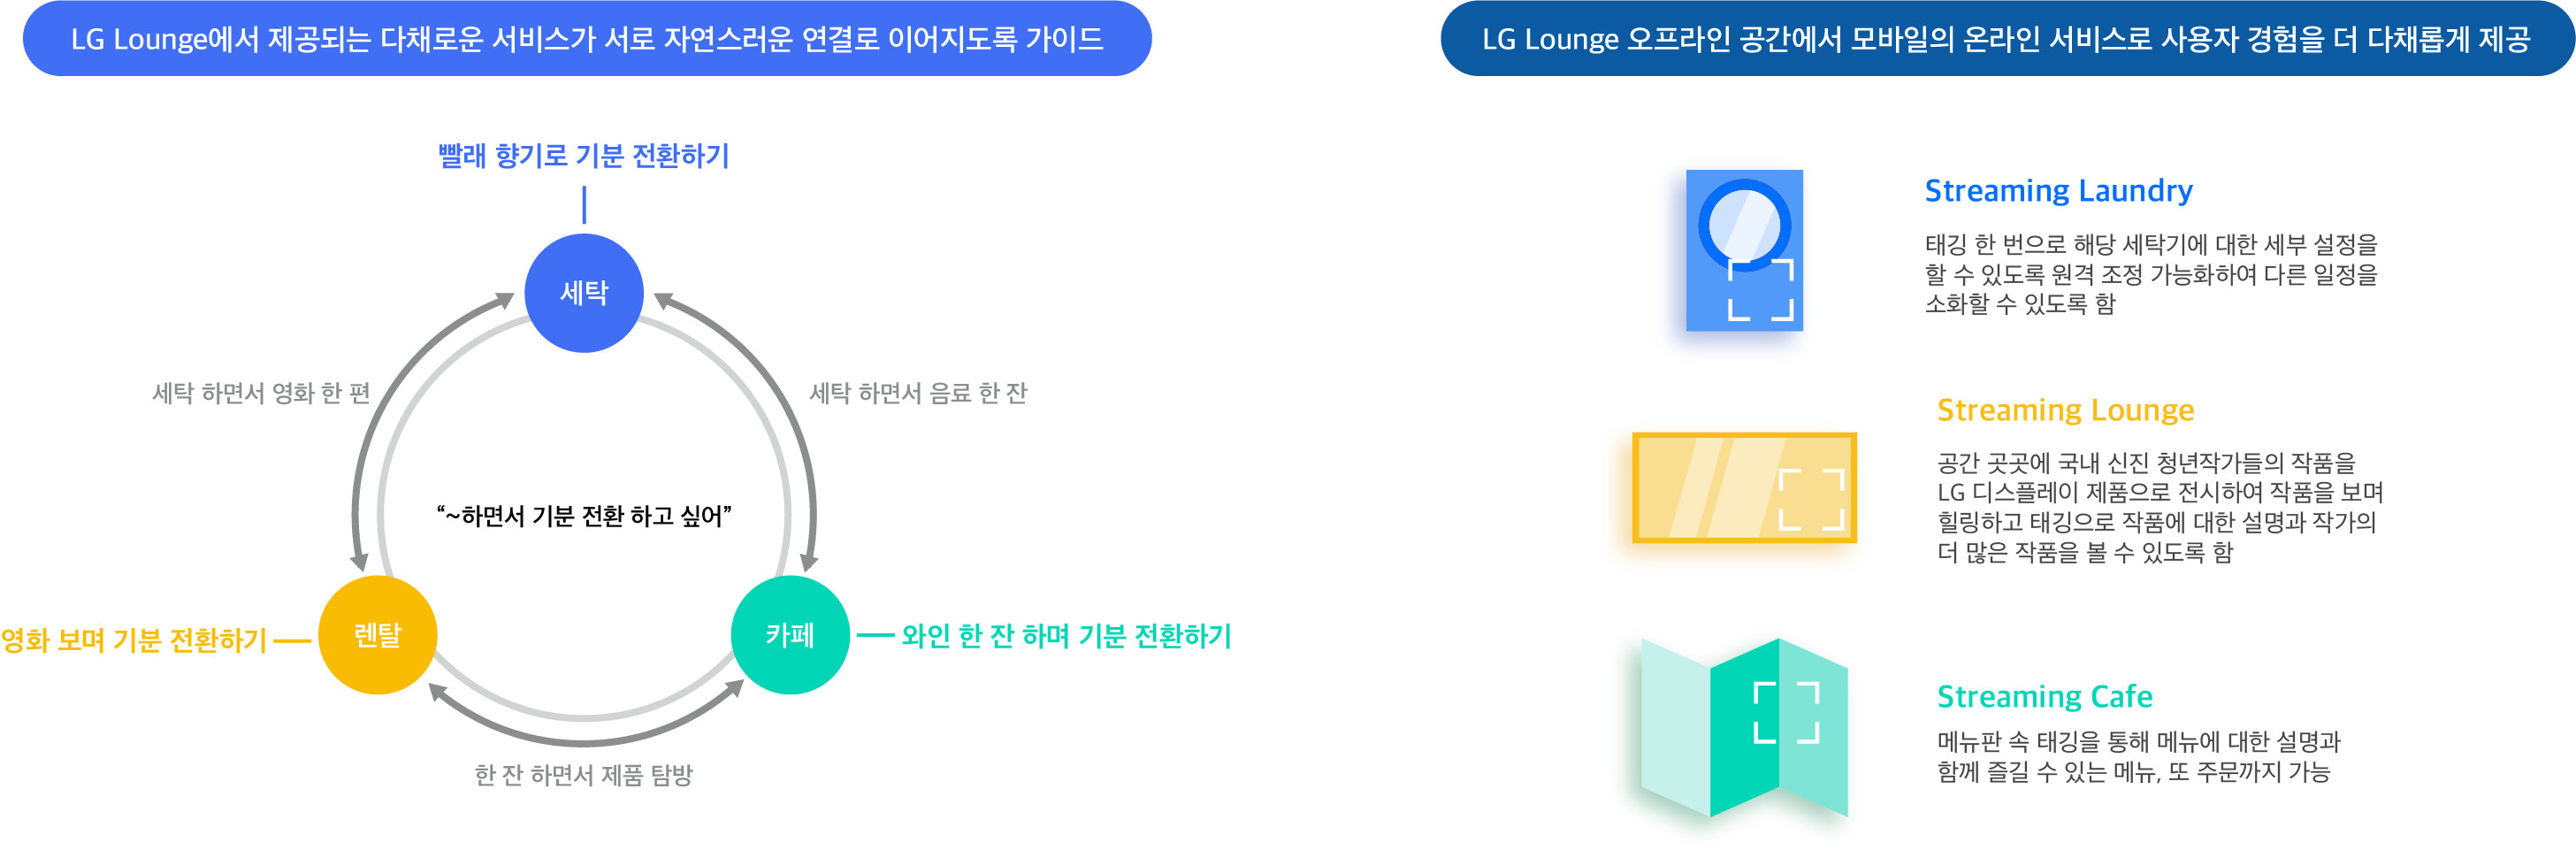 LG Lounge에서 제공되는 다채로운 서비스가 서로 자연스러운 연결로 이어지도록 가이드
빨래 향기로 기분 전환하기
세탁
세탁 하면서 영화 한 편
세탁 하면서 음료 한 잔
“~하면서 기분 전환 하고 싶어”
영화 보며 기분 전환하기
렌탈
카페
와인 한 잔 하며 기분 전환하기
한 잔 하면서 제품 탐방
LG Lounge 오프라인 공간에서 모바일의 온라인 서비스로 사용자 경험을 더 다채롭게 제공
Streaming Laundry
태깅 한 번으로 해당 세탁기에 대한 세부 설정을
할 수 있도록 원격 조정 가능화하여 다른 일정을
소화할 수 있도록 함
Streaming Lounge
공간 곳곳에 국내 신진 청년작가들의 작품을
LG 디스플레이 제품으로 전시하여 작품을 보며
힐링하고 태깅으로 작품에 대한 설명과 작가의
더 많은 작품을 볼 수 있도록 함
Streaming Cafe
메뉴판 속 태깅을 통해 메뉴에 대한 설명과
함께 즐길 수 있는 메뉴, 또 주문까지 가능